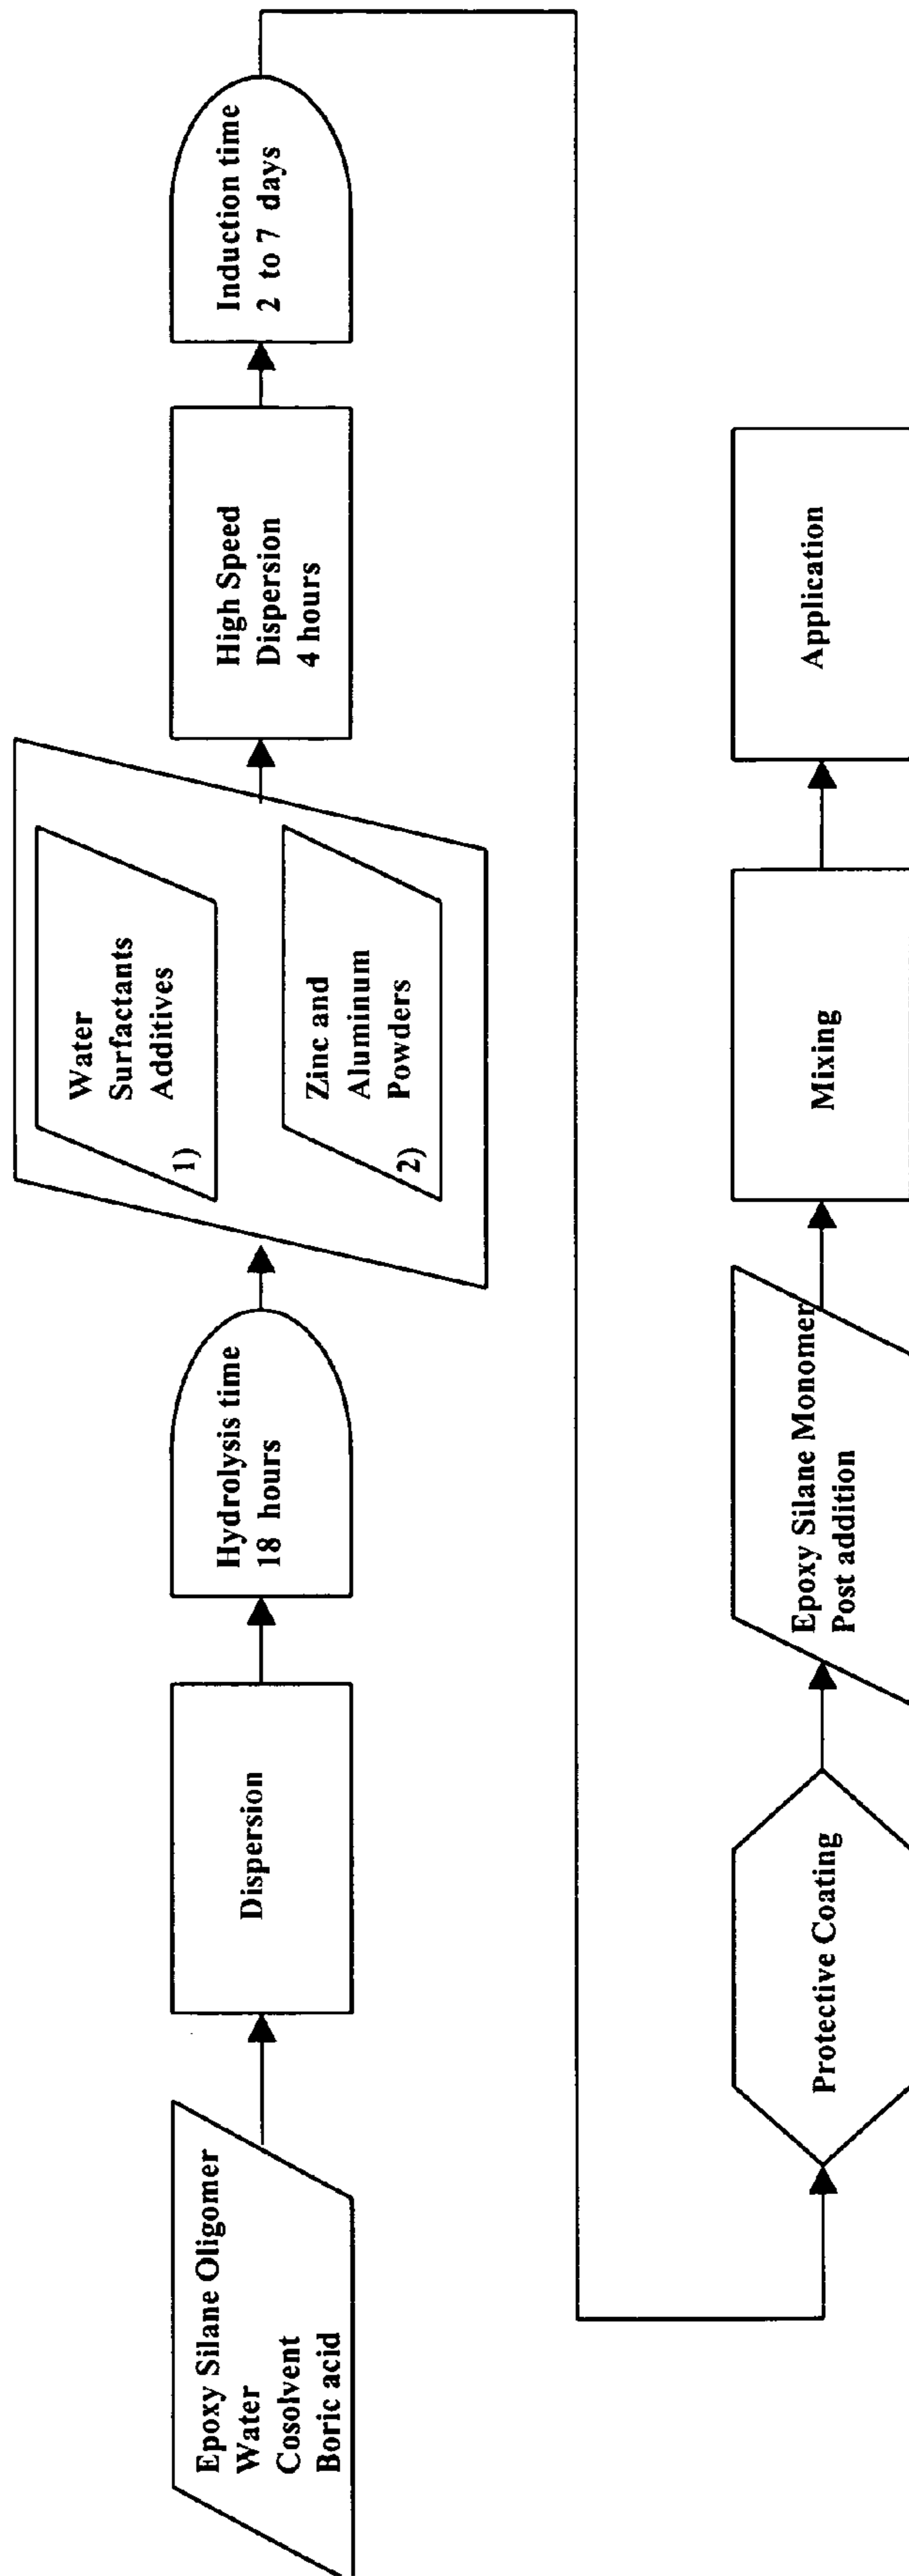 Epoxy Silane Oligomer
Water
Cosolvent
Boric acid
Dispersion
Hydrolysis time
18 hours
Water
Surfactants
Additives
1)
Zinc and
Aluminum
Powders
2)
High Speed
Dispersion
4 hours
Induction time
2 to 7 days
Protective Coating
Epoxy Silane Monomer
Post addition
Mixing
Application